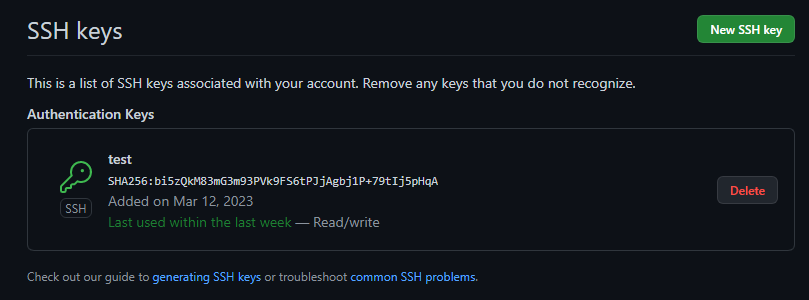 SSH keys
New SSH key
This is a list of SSH keys associated with your account. Remove any keys that you do not recognize.
Authentication Keys
test
SHA256:bi5zQkM83mG3m93PVk9FS6tPJjAgbj1P+79tIj5pHqA
SSH
Added on Mar 12, 2023
Last used within the last week — Read/write
Delete
Check out our guide to generating SSH keys or troubleshoot common SSH problems.